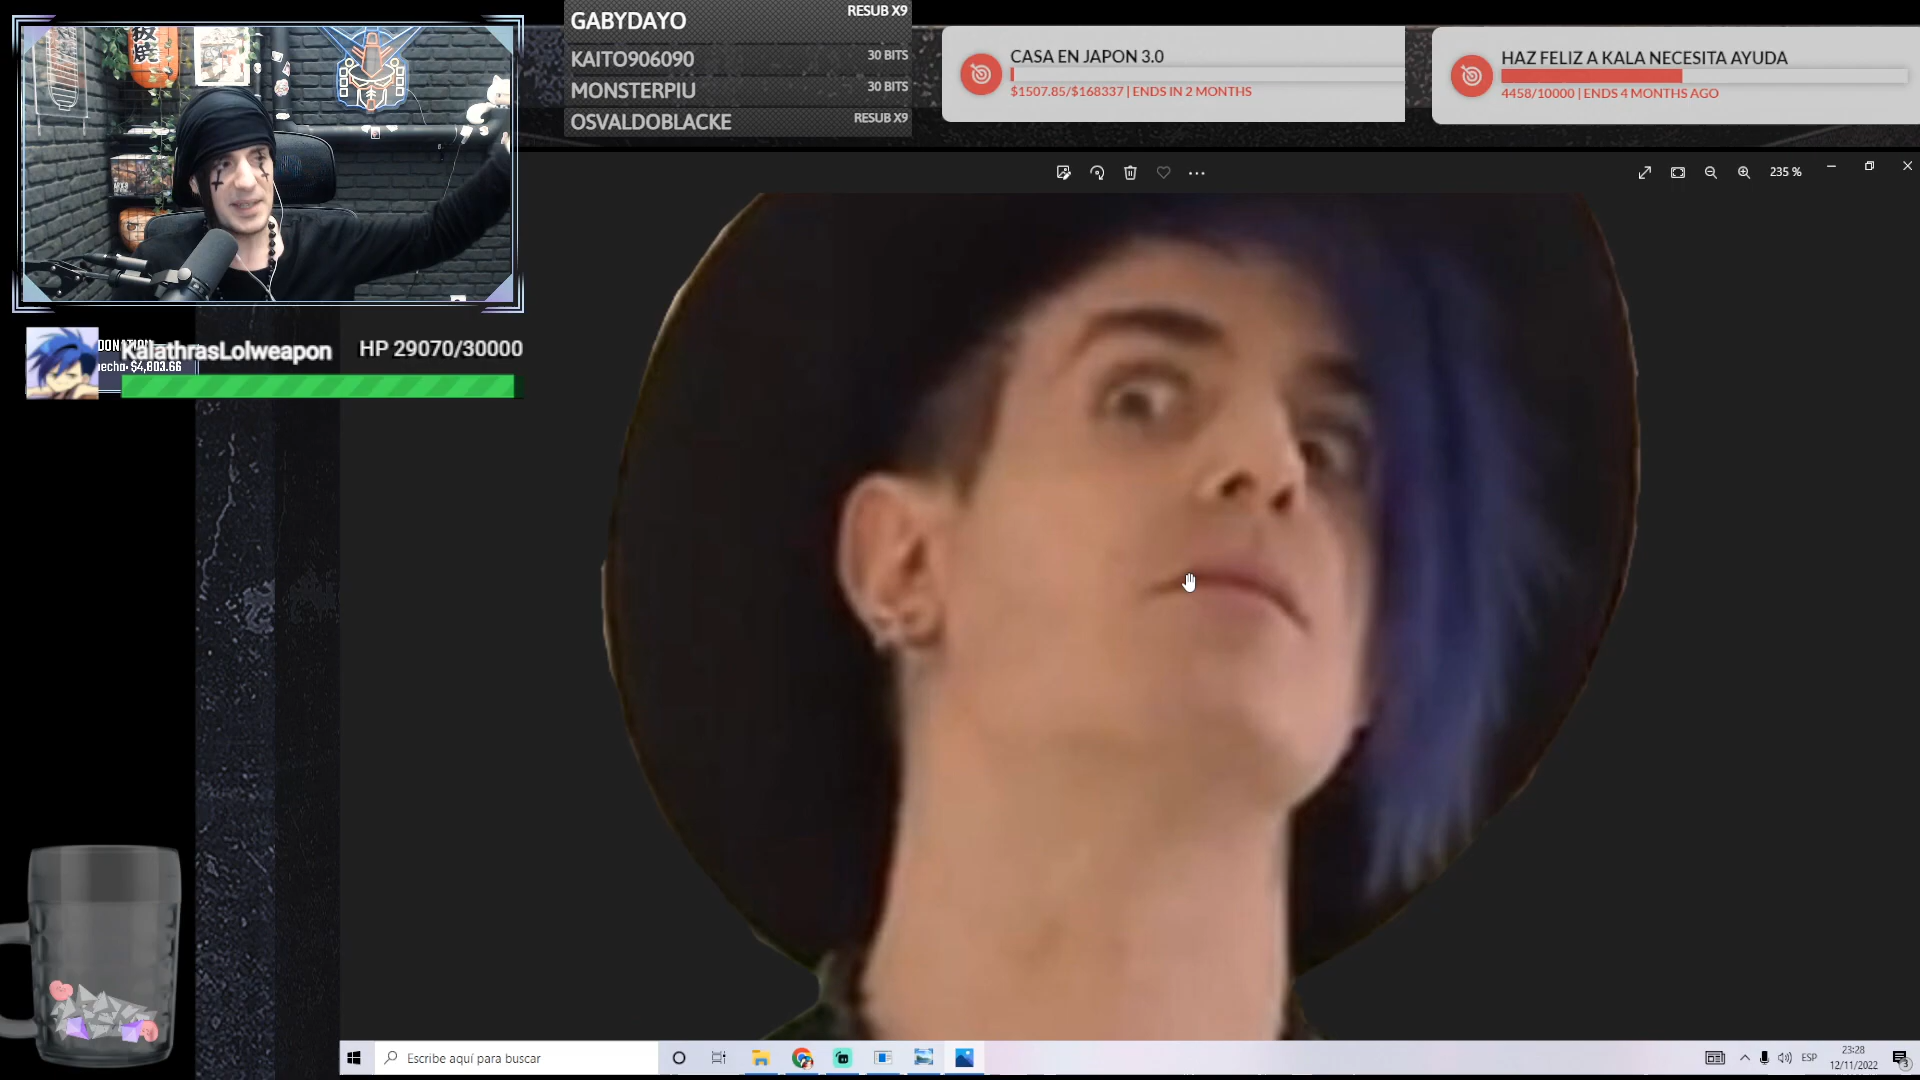 GABYDAYO RESUB X9
KAITO906090 30 BITS
MONSTERPIU 30 BITS
OSVALDOBLACKE RESUB X9
CASA EN JAPON 3.0
$1507.85/$168337 | ENDS IN 2 MONTHS
HAZ FELIZ A KALA NECESITA AYUDA
4458/10000 | ENDS 4 MONTHS AGO
235 %
KalathrasLolweapon HP 29070/30000
$4,803.66
Escribe aquí para buscar
ESP
23:28
12/11/2022
3